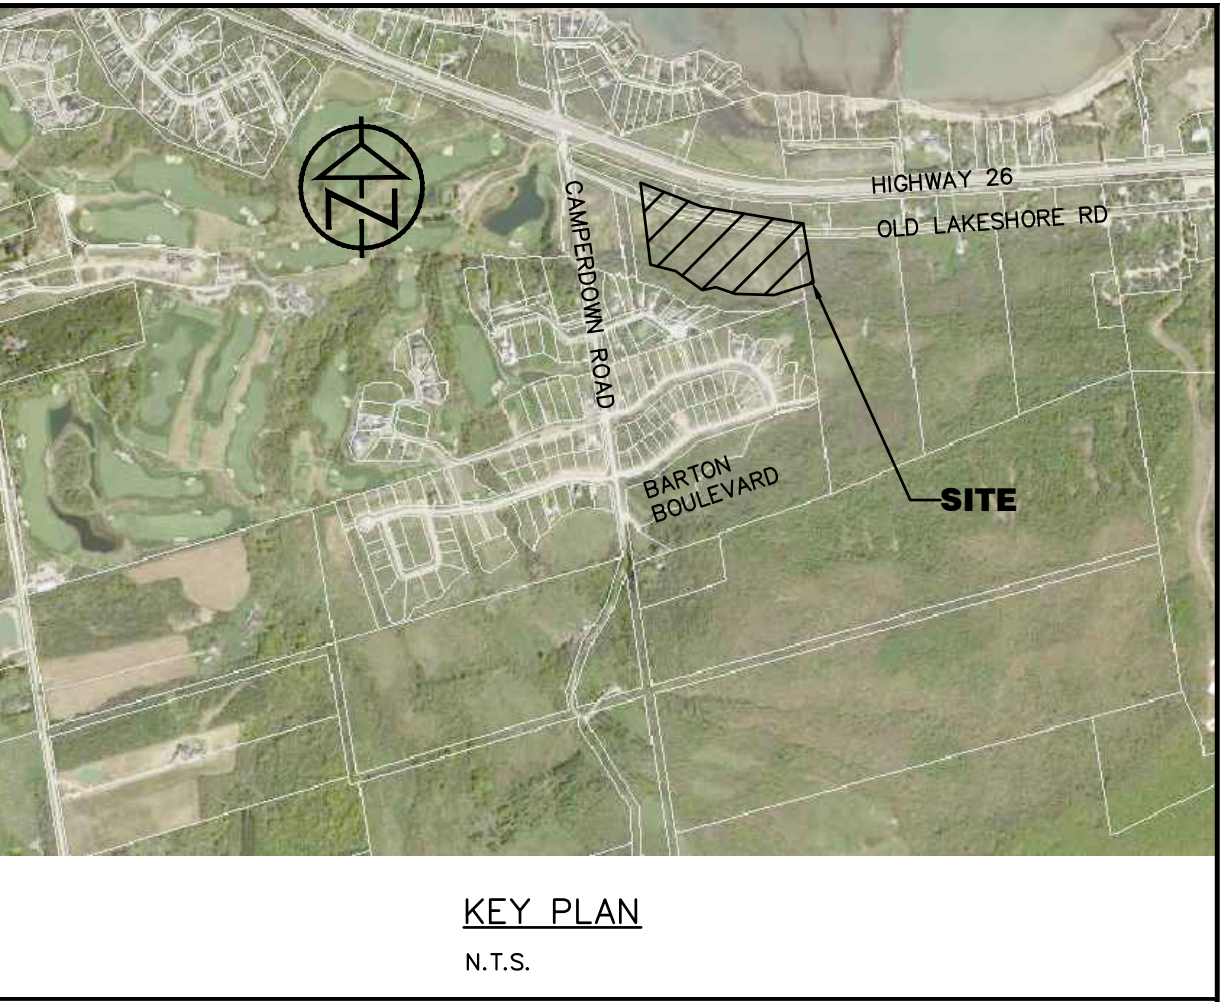 HIGHWAY 26
OLD LAKESHORE RD
CAMPERDOWN ROAD
N
BARTON
BOULEVARD
SITE
KEY PLAN
N.T.S.